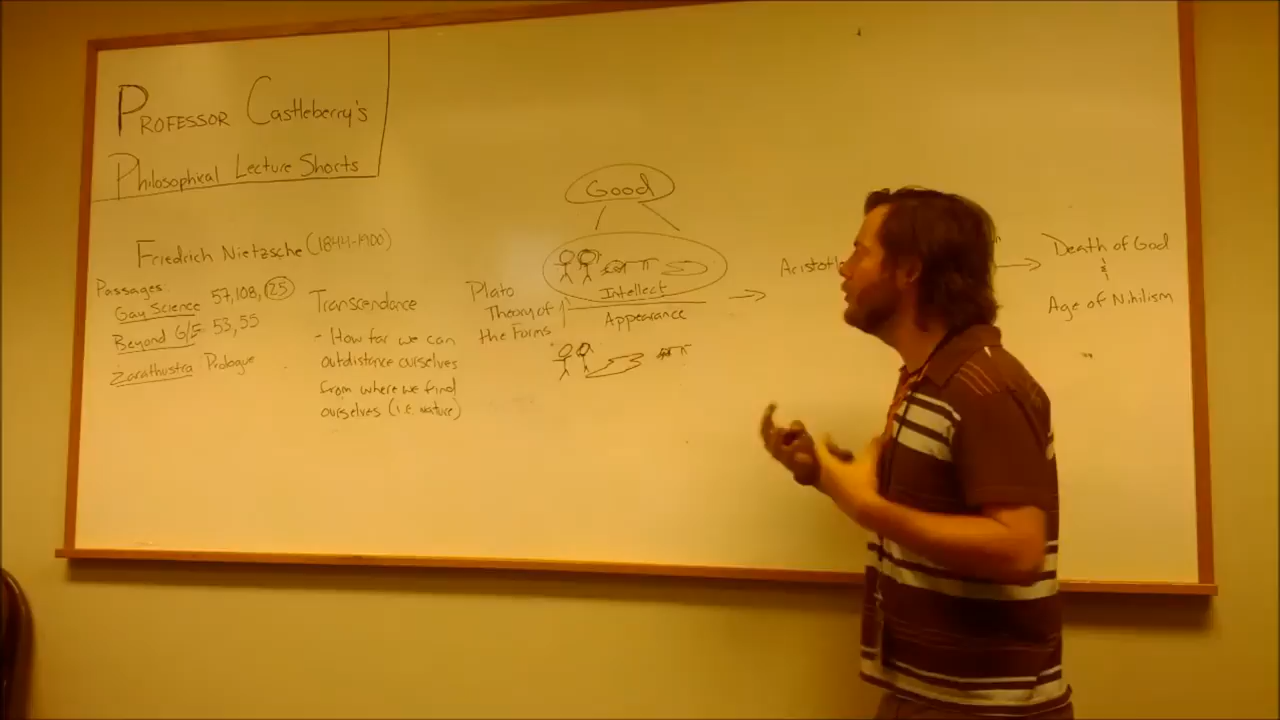 PROFESSOR Castleberry's
Philosophical Lecture Shorts
Friedrich Nietzsche (1844-1900)
Passages:
Gay Science 57, 108, 125
Beyond G/E 53, 55
Zarathustra Prologue
Transcendance
- How far we can
outdistance ourselves
from where we find
ourselves (i.e. nature)
Plato
Theory of
the Forms
Good
Intellect
Appearance
Death of God
Age of Nihilism